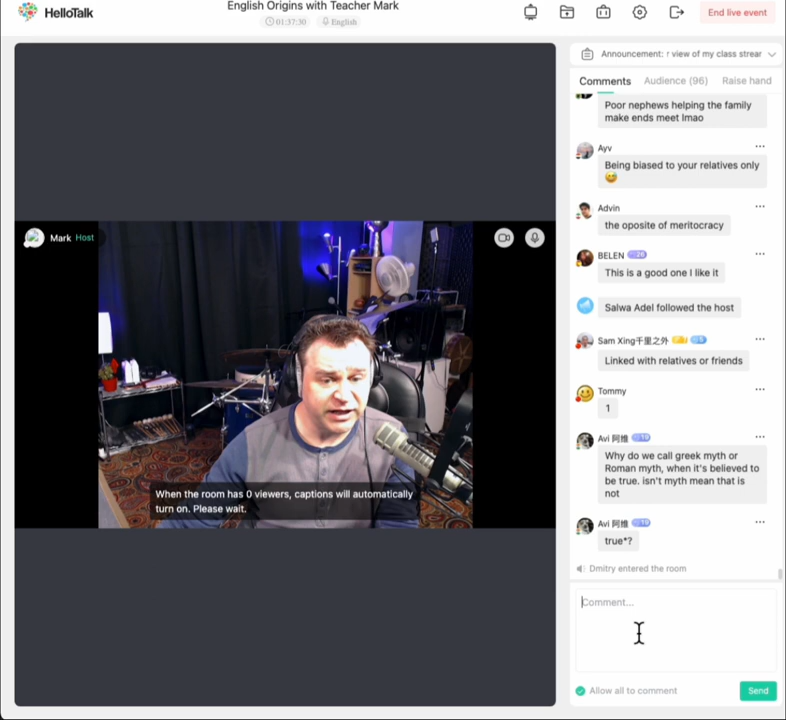 HelloTalk
English Origins with Teacher Mark
01:37:30
English
End live event
Mark Host
When the room has 0 viewers, captions will automatically
turn on. Please wait.
Announcement:
view of my class strear
Comments
Audience (96)
Raise hand
Poor nephews helping the family
make ends meet lmao
Ayv
Being biased to your relatives only
😅
Advin
the oposite of meritocracy
BELEN
This is a good one I like it
Salwa Adel followed the host
Sam Xing千里之外
Linked with relatives or friends
Tommy
1
Avi 阿维
Why do we call greek myth or
Roman myth, when it's believed to
be true. isn't myth mean that is
not
Avi 阿维
true*?
Dmitry entered the room
Comment...
Allow all to comment
Send